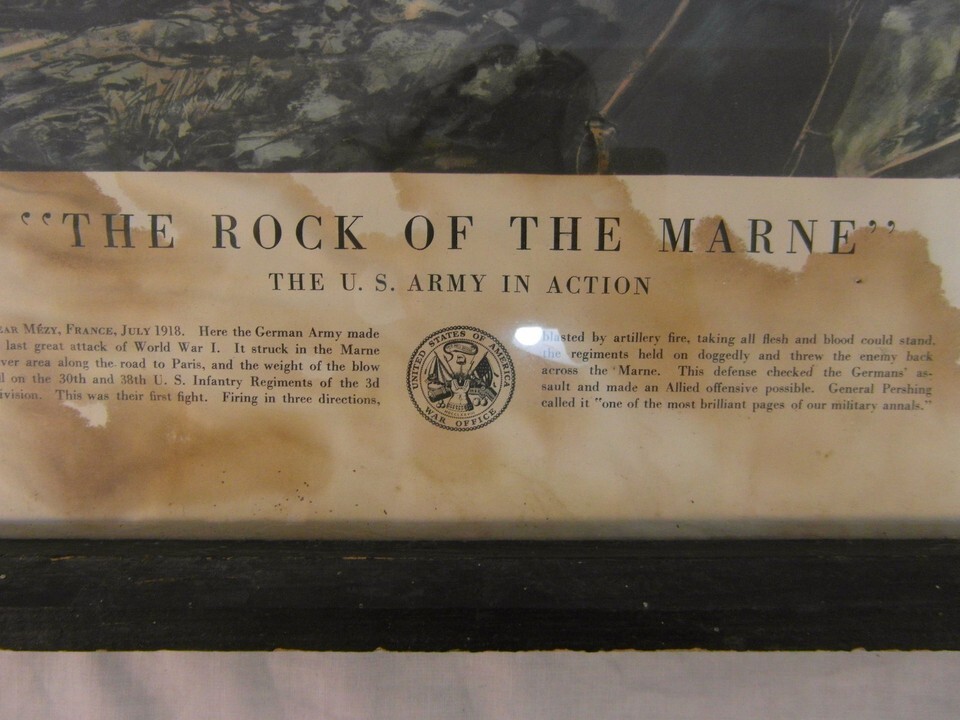 “THE ROCK OF THE MARNE”
THE U. S. ARMY IN ACTION
MÉZY, FRANCE, JULY 1918. Here the German Army made
last great attack of World War I. It struck in the Marne
area along the road to Paris, and the weight of the blow
on the 30th and 38th U. S. Infantry Regiments of the 3d
This was their first fight. Firing in three directions,
UNITED STATES OF AMERICA
WAR OFFICE
blasted by artillery fire, taking all flesh and blood could stand,
the regiments held on doggedly and threw the enemy back
across the Marne. This defense checked the Germans' as-
sault and made an Allied offensive possible. General Pershing
called it "one of the most brilliant pages of our military annals."